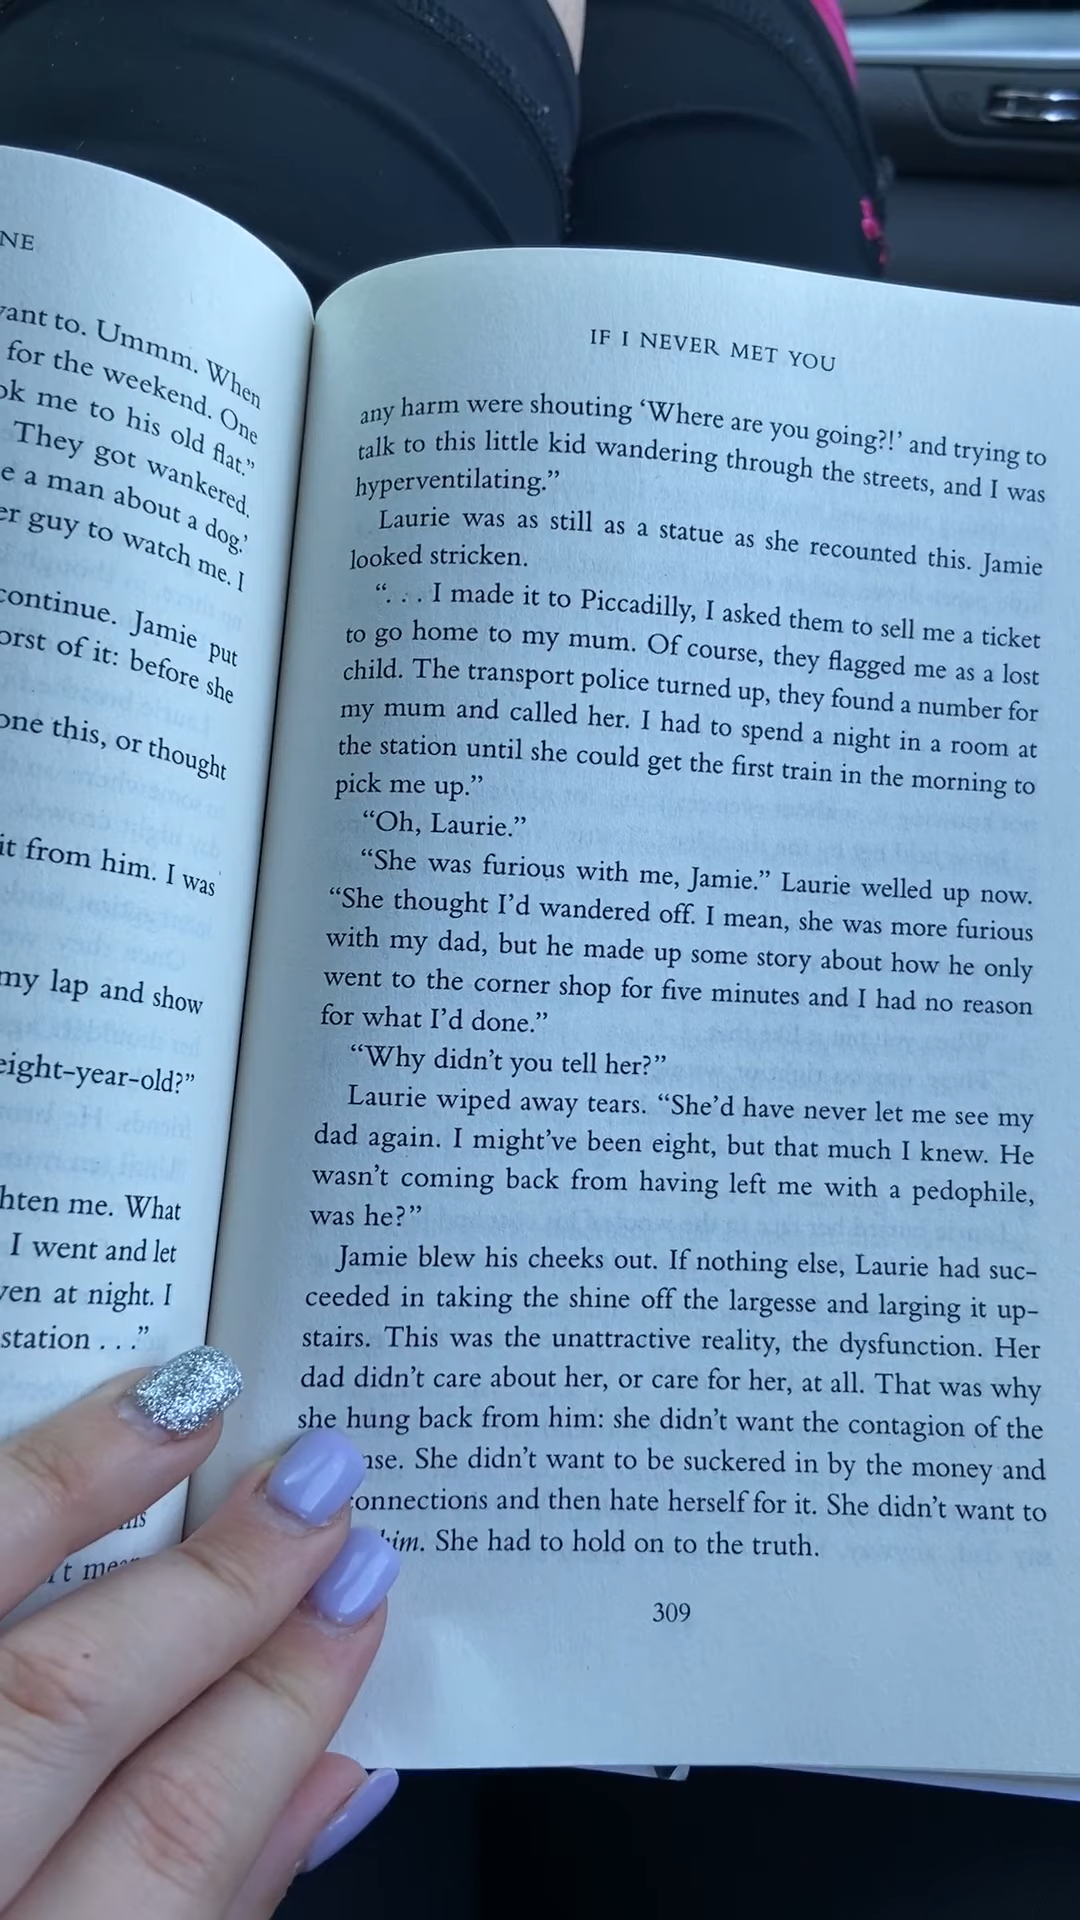 NE
want to. Ummm. When
for the weekend. One
ok me to his old flat.”
They got wankered.
e a man about a dog.’
er guy to watch me. I
continue. Jamie put
orst of it: before she
one this, or thought
it from him. I was
my lap and show
eight-year-old?”
hten me. What
I went and let
ven at night. I
station . . .”
IF I NEVER MET YOU
any harm were shouting ‘Where are you going?!’ and trying to
talk to this little kid wandering through the streets, and I was
hyperventilating.”
Laurie was as still as a statue as she recounted this. Jamie
looked stricken.
“. . . I made it to Piccadilly, I asked them to sell me a ticket
to go home to my mum. Of course, they flagged me as a lost
child. The transport police turned up, they found a number for
my mum and called her. I had to spend a night in a room at
the station until she could get the first train in the morning to
pick me up.”
“Oh, Laurie.”
“She was furious with me, Jamie.” Laurie welled up now.
“She thought I’d wandered off. I mean, she was more furious
with my dad, but he made up some story about how he only
went to the corner shop for five minutes and I had no reason
for what I’d done.”
“Why didn’t you tell her?”
Laurie wiped away tears. “She’d have never let me see my
dad again. I might’ve been eight, but that much I knew. He
wasn’t coming back from having left me with a pedophile,
was he?”
Jamie blew his cheeks out. If nothing else, Laurie had suc-
ceeded in taking the shine off the largesse and larging it up-
stairs. This was the unattractive reality, the dysfunction. Her
dad didn’t care about her, or care for her, at all. That was why
she hung back from him: she didn’t want the contagion of the
nse. She didn’t want to be suckered in by the money and
connections and then hate herself for it. She didn’t want to
him. She had to hold on to the truth.
309